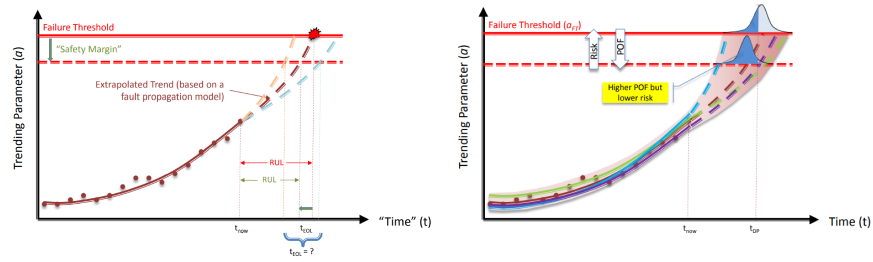 Failure Threshold
"Safety Margin"
Extrapolated Trend (based on a
fault propagation model)
Trending Parameter (a)
RUL
RUL
t_now
t_EOL
"Time" (t)
t_EOL = ?
Failure Threshold (a_FT)
Risk
POF
Higher POF but
lower risk
Trending Parameter (a)
t_now
t_OP
Time (t)